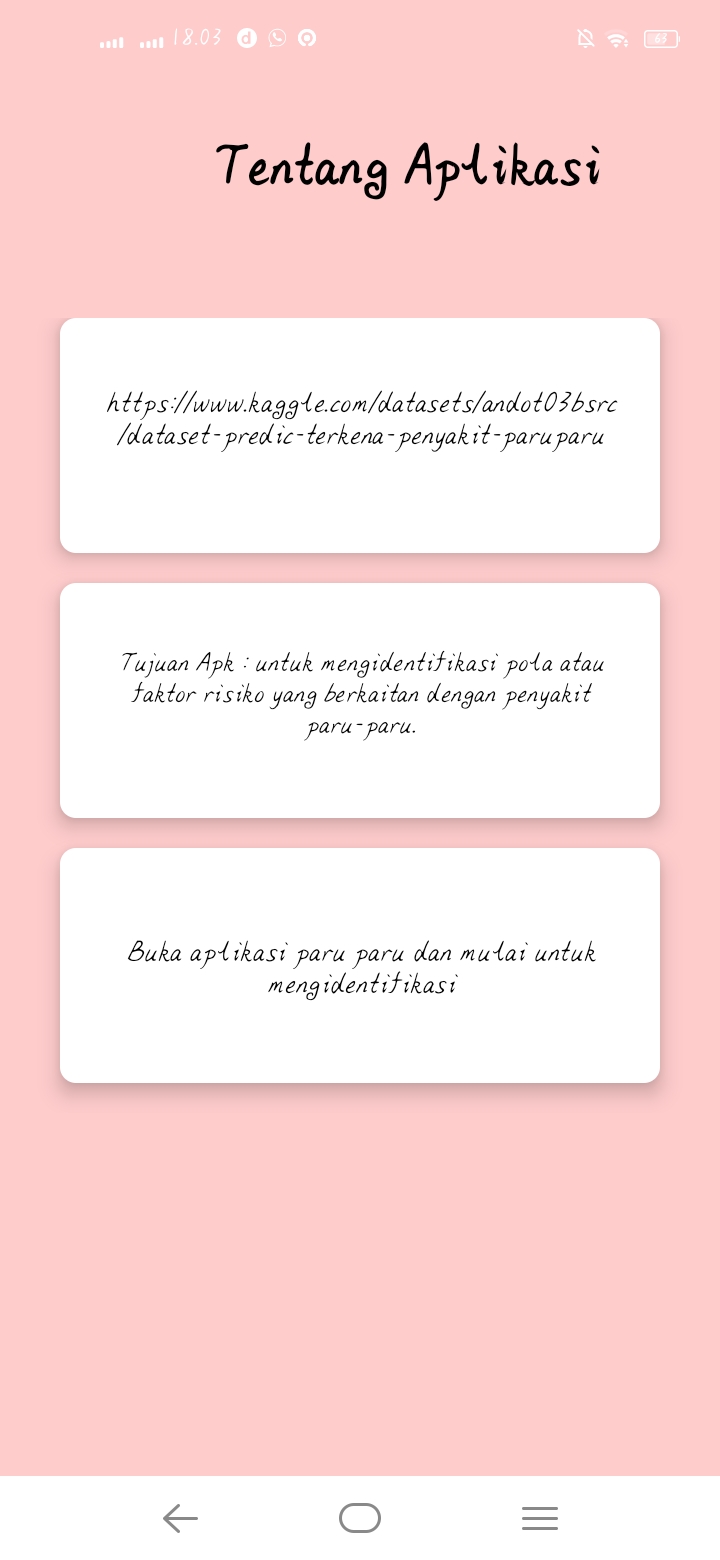 18.03
63
Tentang Aplikasi
https://www.kaggle.com/datasets/andot03bsrc
/dataset-predic-terkena-penyakit-paruparu
Tujuan Apk : untuk mengidentifikasi pola atau
faktor risiko yang berkaitan dengan penyakit
paru-paru.
Buka aplikasi paru paru dan mulai untuk
mengidentifikasi